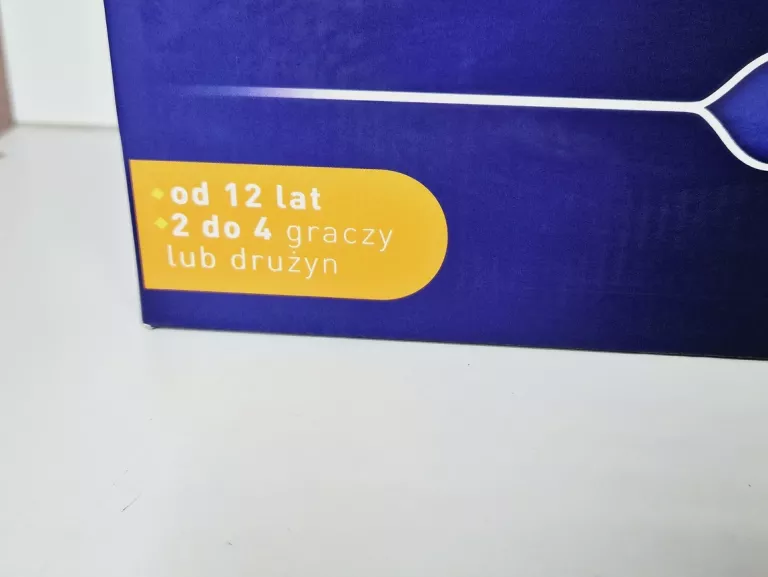 od 12 lat
2 do 4 graczy
lub drużyn